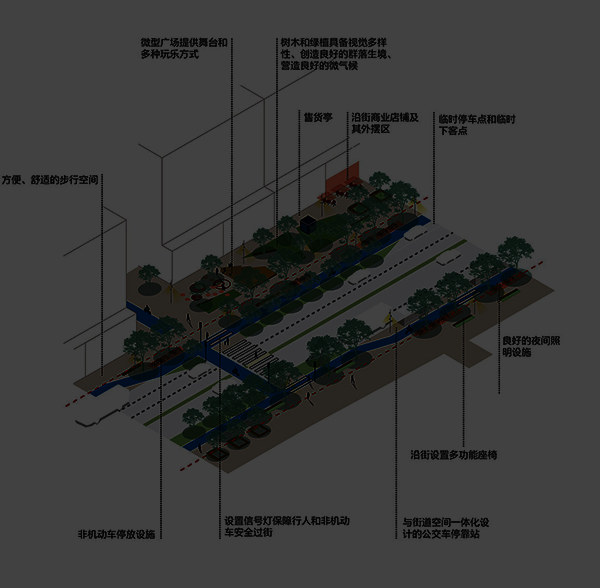 微型广场提供舞台和
多种玩乐方式
树木和绿植具备视觉多样
性、创造良好的群落生境、
营造良好的微气候
售货亭
沿街商业店铺及
其外摆区
临时停车点和临时
下客点
方便、舒适的步行空间
良好的夜间照
明设施
沿街设置多功能座椅
非机动车停放设施
设置信号灯保障行人和非机动
车安全过街
与街道空间一体化设
计的公交车停靠站